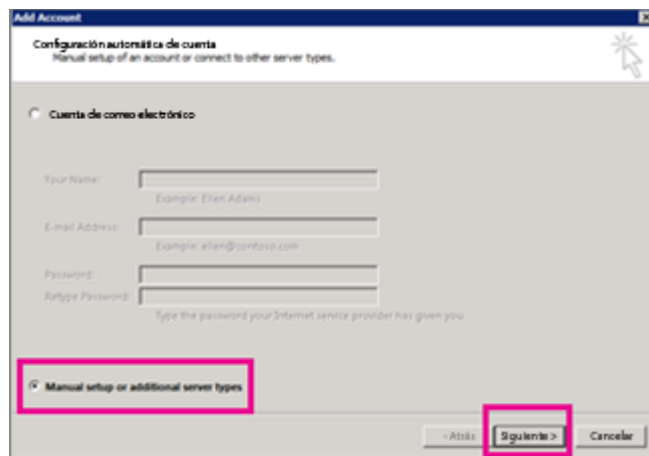 Add Account
Configuración automática de cuenta
Manual setup of an account or connect to other server types.
Cuenta de correo electrónico
Your Name:
Example: Ellen Adams
E-mail Address:
Example: ellen@contoso.com
Password:
Retype Password:
Type the password your Internet service provider has given you.
Manual setup or additional server types
< Atrás Siguiente > Cancelar